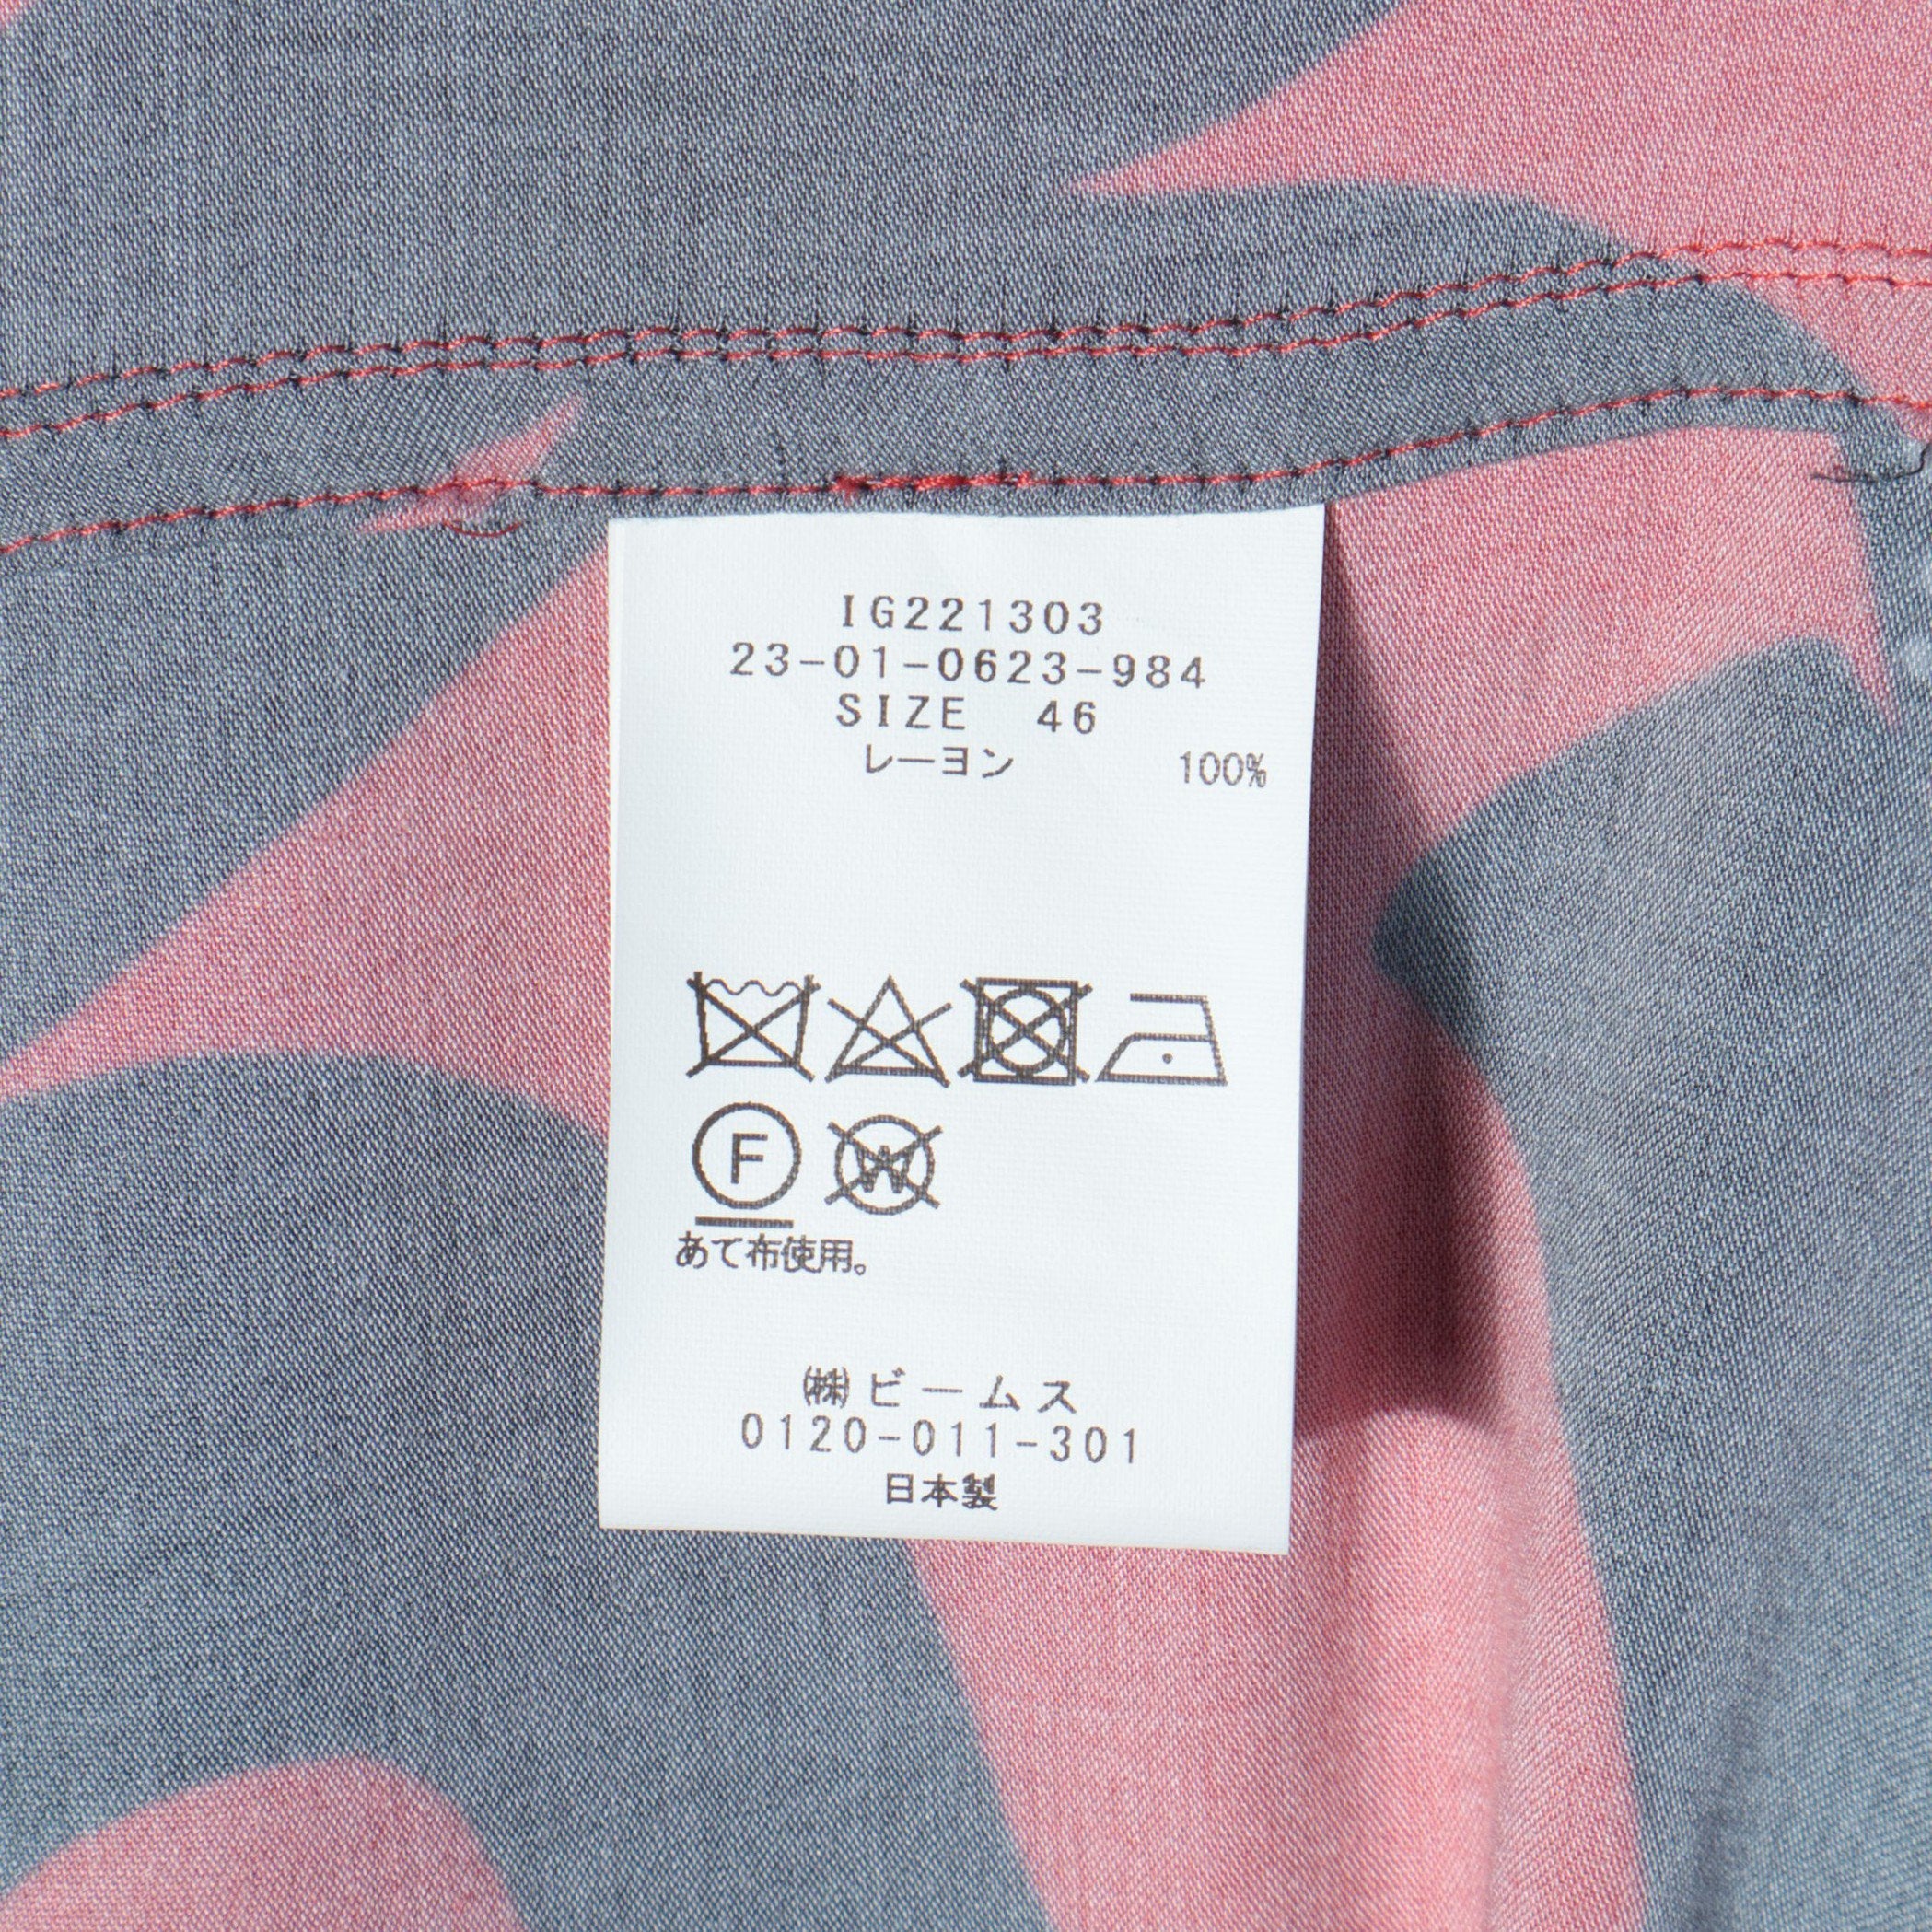 IG221303
23-01-0623-984
SIZE 46
レーヨン 100%
F W
あて布使用。
㈱ビームス
0120-011-301
日本製